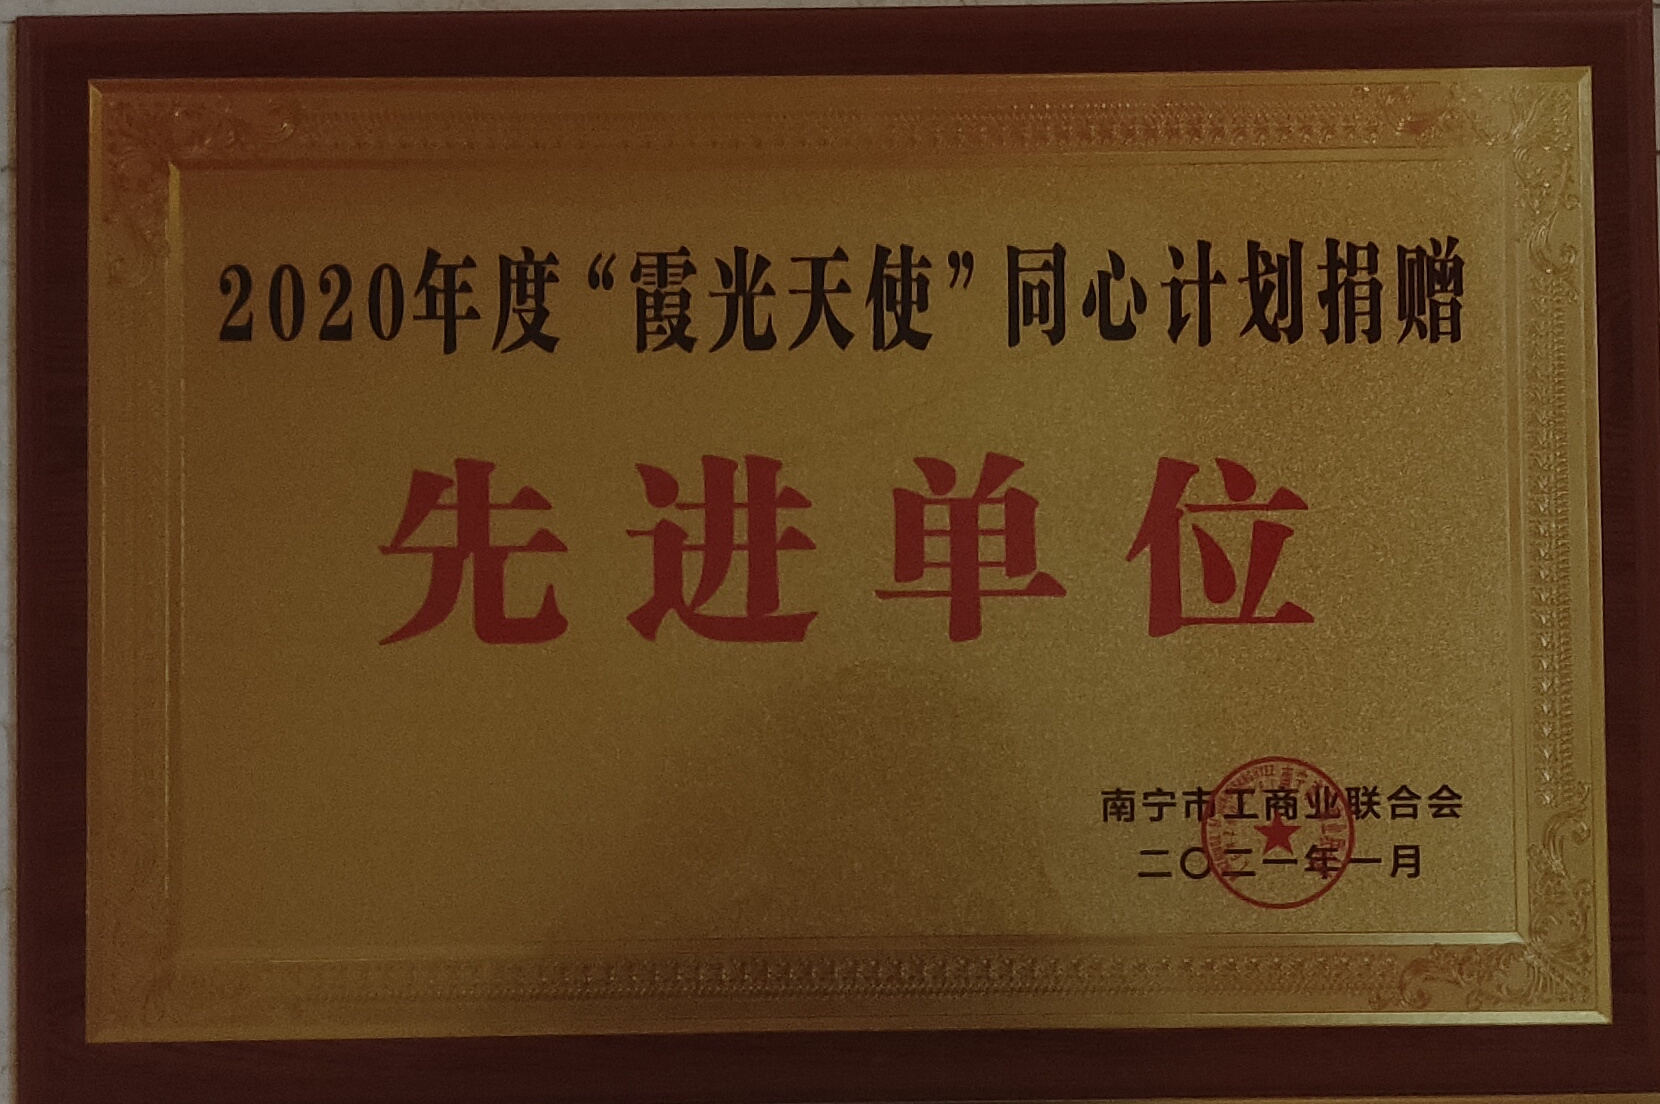 2020年度“霞光天使”同心计划捐赠
先进单位
南宁市工商业联合会
二〇二一年一月